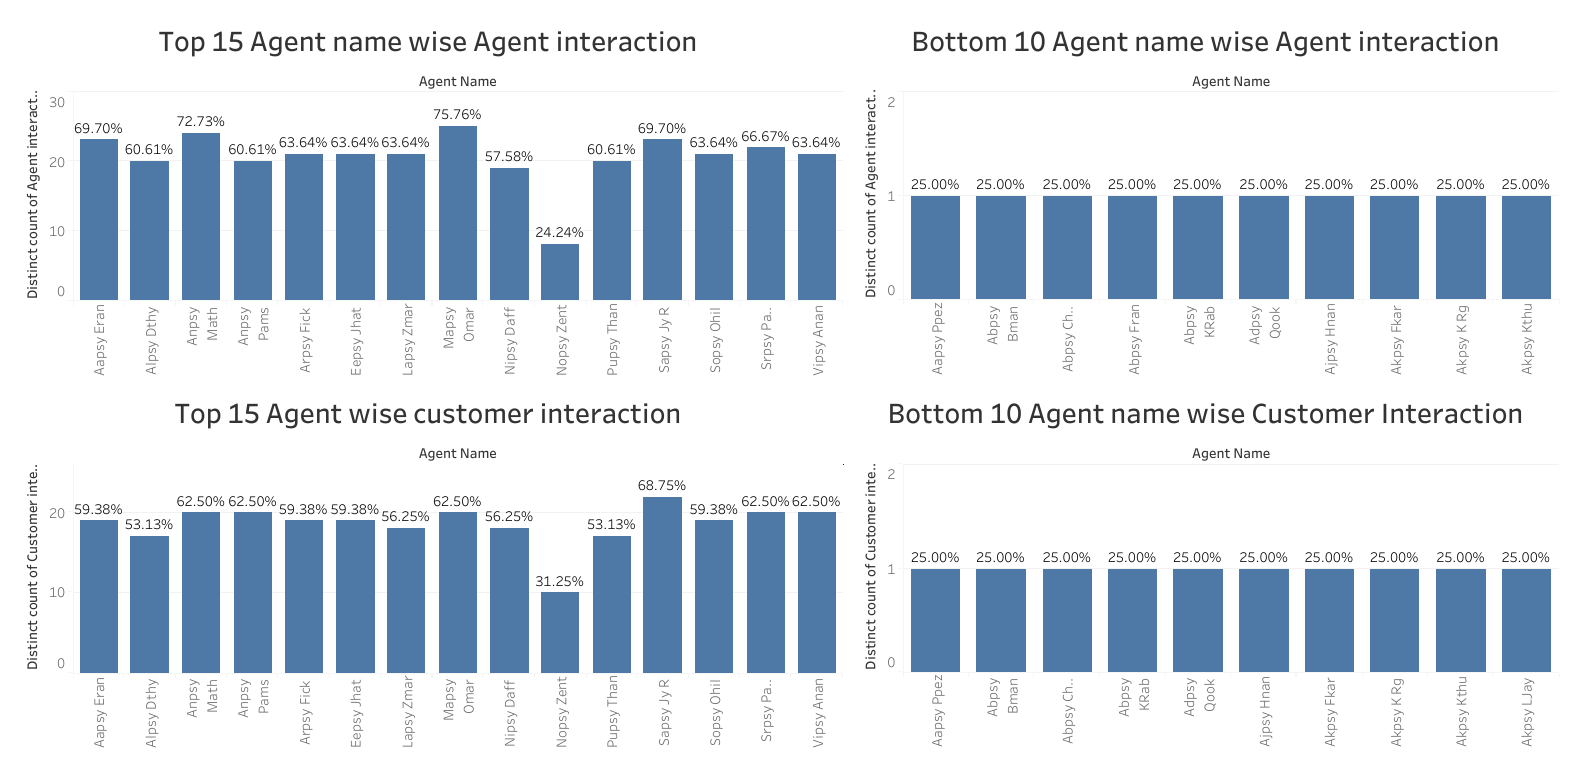 Top 15 Agent name wise Agent interaction
Agent Name
Distinct count of Agent interact..
30
20
10
0
69.70%
60.61%
72.73%
60.61%
63.64%
63.64%
63.64%
75.76%
57.58%
24.24%
60.61%
69.70%
63.64%
66.67%
63.64%
Aapsy Eran
Alpsy Dthy
Anpsy
Math
Anpsy
Pams
Arpsy Fick
Eepsy Jhat
Lapsy Zmar
Mapsy
Omar
Nipsy Daff
Nopsy Zent
Pupsy Than
Sapsy Jy R
Sopsy Ohil
Srpsy Pa..
Vipsy Anan
Bottom 10 Agent name wise Agent interaction
Agent Name
Distinct count of Agent interact..
2
1
0
25.00%
25.00%
25.00%
25.00%
25.00%
25.00%
25.00%
25.00%
25.00%
25.00%
Aapsy Ppez
Abpsy
Bman
Abpsy Ch..
Abpsy Fran
Abpsy
KRab
Adpsy
Qook
Ajpsy Hnan
Akpsy Fkar
Akpsy K Rg
Akpsy Kthu
Top 15 Agent wise customer interaction
Agent Name
Distinct count of Customer inte..
20
10
0
59.38%
53.13%
62.50%
62.50%
59.38%
59.38%
56.25%
62.50%
56.25%
31.25%
53.13%
68.75%
59.38%
62.50%
62.50%
Aapsy Eran
Alpsy Dthy
Anpsy
Math
Anpsy
Pams
Arpsy Fick
Eepsy Jhat
Lapsy Zmar
Mapsy
Omar
Nipsy Daff
Nopsy Zent
Pupsy Than
Sapsy Jy R
Sopsy Ohil
Srpsy Pa..
Vipsy Anan
Bottom 10 Agent name wise Customer Interaction
Agent Name
Distinct count of Customer inte..
2
1
0
25.00%
25.00%
25.00%
25.00%
25.00%
25.00%
25.00%
25.00%
25.00%
25.00%
Aapsy Ppez
Abpsy
Bman
Abpsy Ch..
Abpsy
KRab
Adpsy
Qook
Ajpsy Hnan
Akpsy Fkar
Akpsy K Rg
Akpsy Kthu
Akpsy LJay